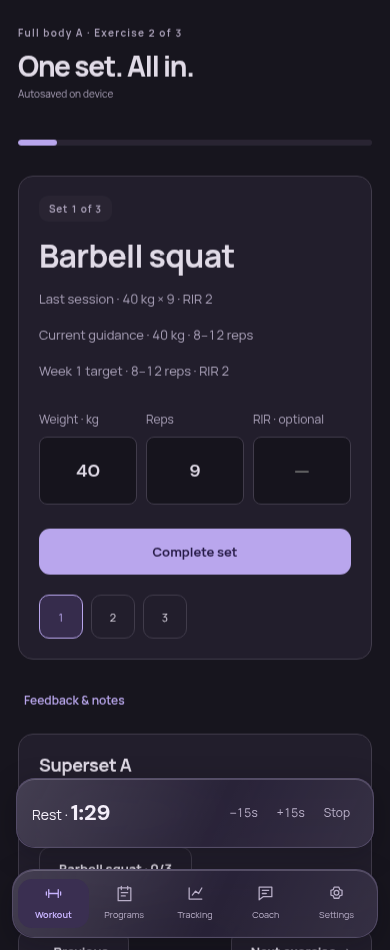 Full body A · Exercise 2 of 3
One set. All in.
Autosaved on device
Set 1 of 3
Barbell squat
Last session · 40 kg × 9 · RIR 2
Current guidance · 40 kg · 8–12 reps
Week 1 target · 8–12 reps · RIR 2
Weight · kg Reps RIR · optional
40 9 —
Complete set
1 2 3
Feedback & notes
Superset A
Rest · 1:29 −15s +15s Stop
Barbell squat · 0/3
Workout Programs Tracking Coach Settings
Previous Next exercise